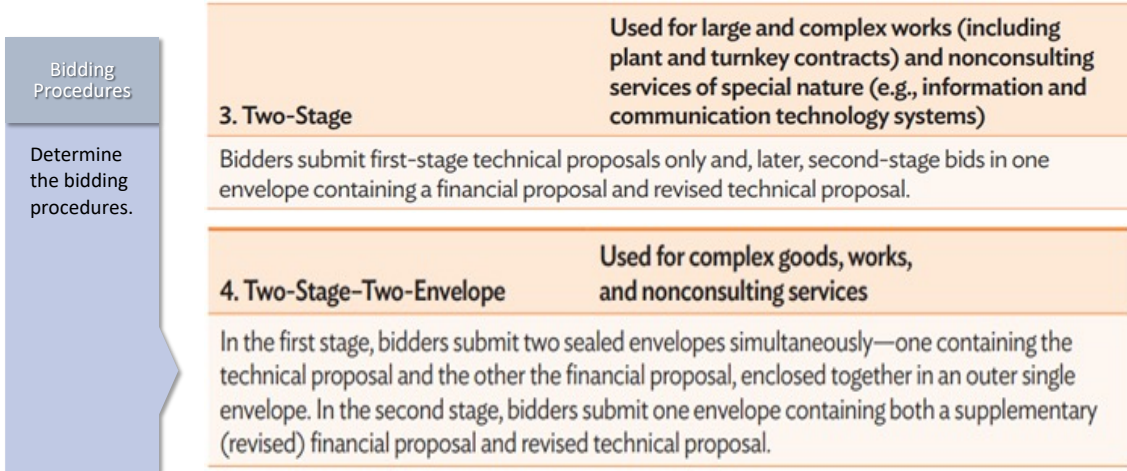 Bidding
Procedures
Determine
the bidding
procedures.
3. Two-Stage
Used for large and complex works (including
plant and turnkey contracts) and nonconsulting
services of special nature (e.g., information and
communication technology systems)
Bidders submit first-stage technical proposals only and, later, second-stage bids in one
envelope containing a financial proposal and revised technical proposal.
4. Two-Stage–Two-Envelope
Used for complex goods, works,
and nonconsulting services
In the first stage, bidders submit two sealed envelopes simultaneously—one containing the
technical proposal and the other the financial proposal, enclosed together in an outer single
envelope. In the second stage, bidders submit one envelope containing both a supplementary
(revised) financial proposal and revised technical proposal.